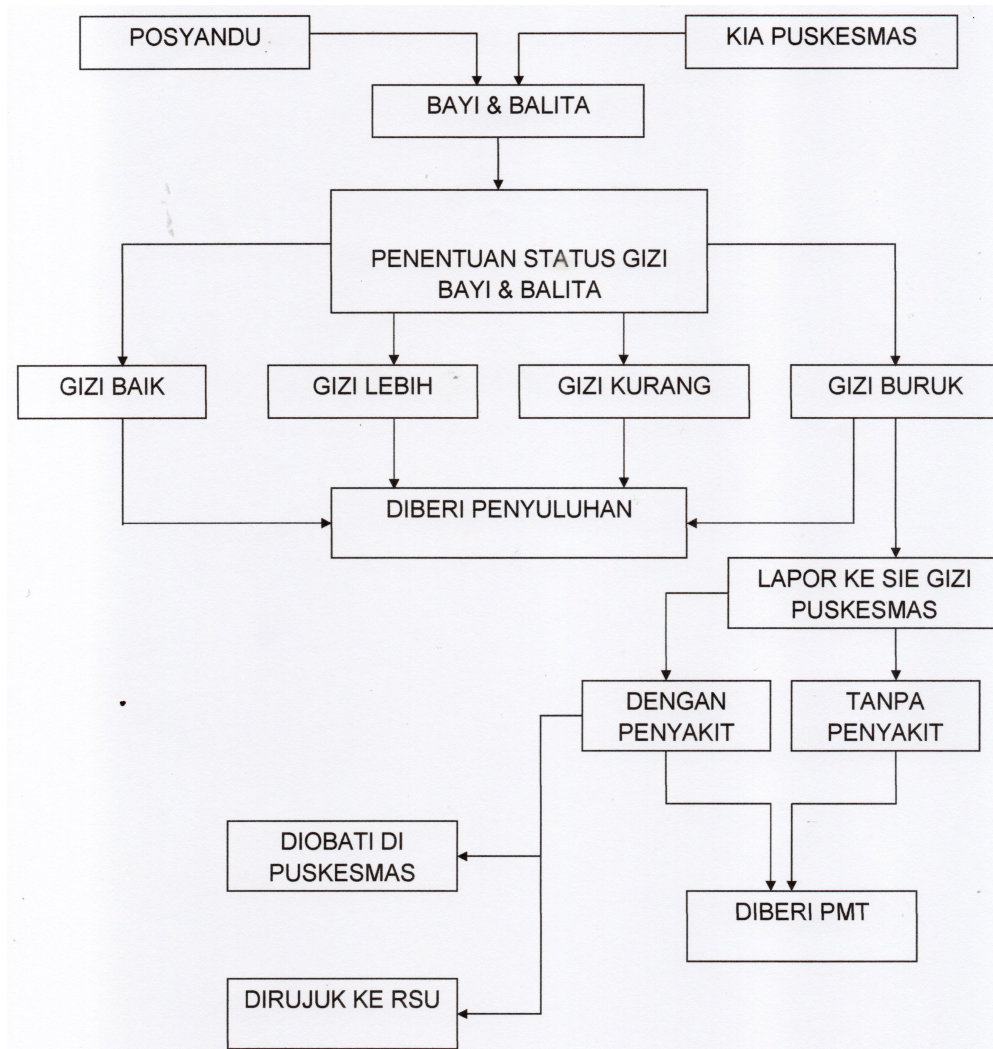 POSYANDU
KIA PUSKESMAS
BAYI & BALITA
PENENTUAN STATUS GIZI
BAYI & BALITA
GIZI BAIK
GIZI LEBIH
GIZI KURANG
GIZI BURUK
DIBERI PENYULUHAN
LAPOR KE SIE GIZI
PUSKESMAS
DENGAN
PENYAKIT
TANPA
PENYAKIT
DIOBATI DI
PUSKESMAS
DIBERI PMT
DIRUJUK KE RSU